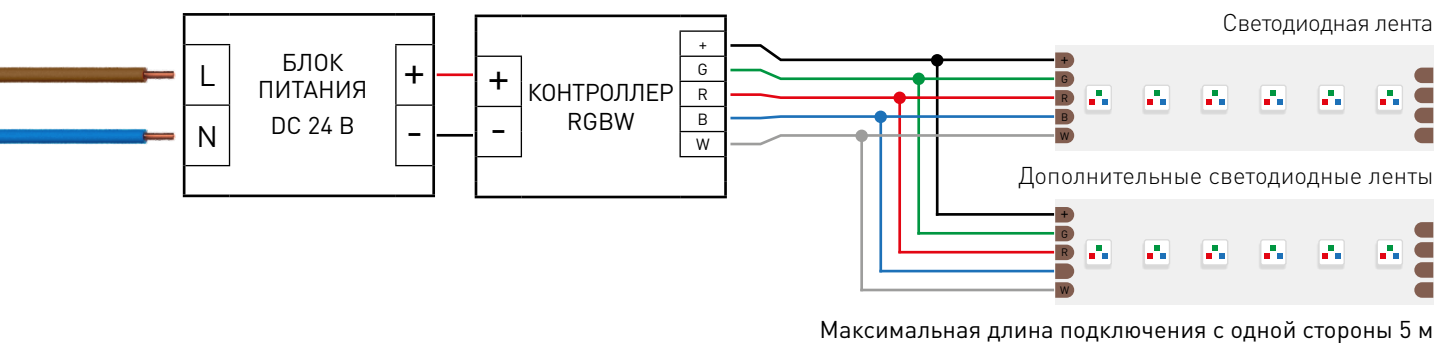 Светодиодная лента
L
N
БЛОК
ПИТАНИЯ
DC 24 В
+
-
+
-
КОНТРОЛЛЕР
RGBW
+
G
R
B
W
+
G
R
B
W
Дополнительные светодиодные ленты
+
G
R
W
Максимальная длина подключения с одной стороны 5 м